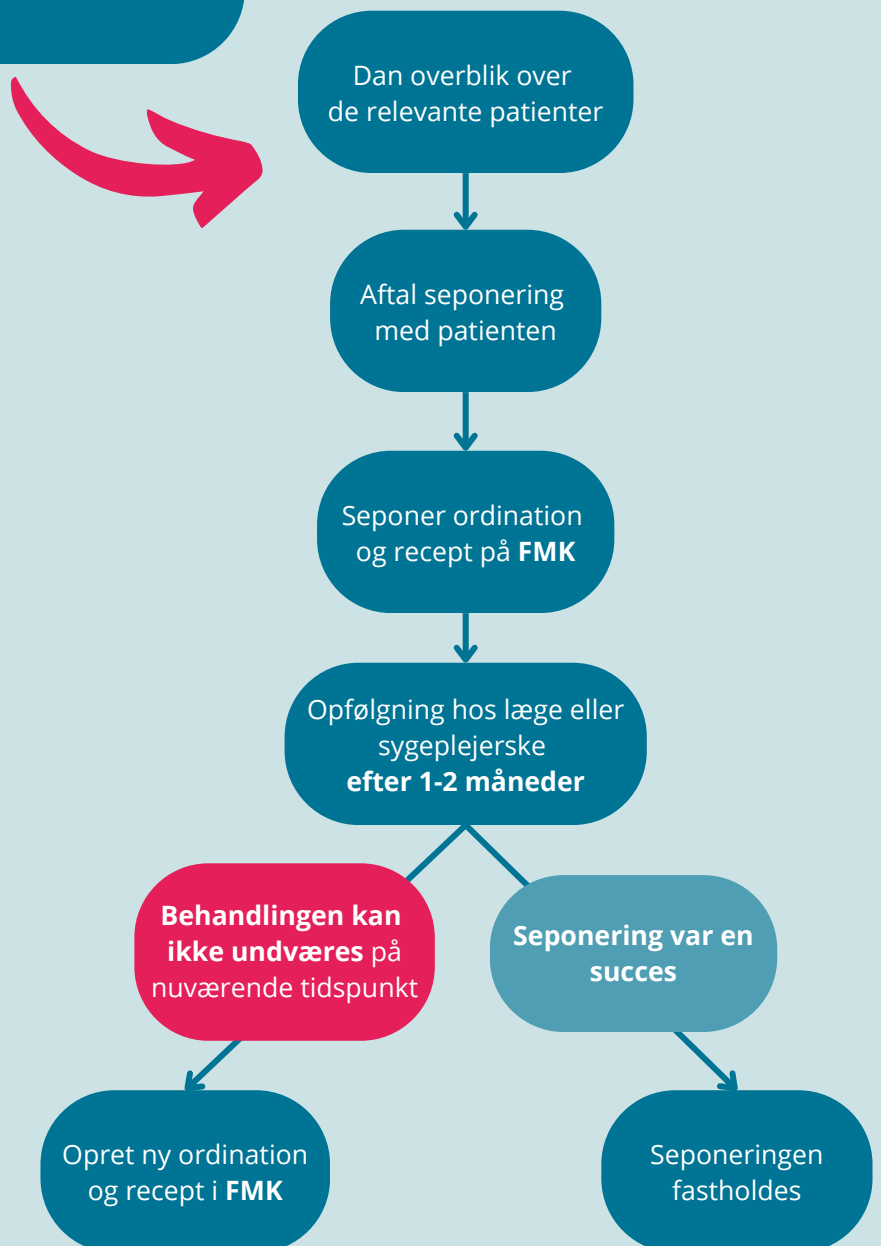 Dan overblik over
de relevante patienter
Aftal seponering
med patienten
Seponer ordination
og recept på FMK
Opfølgning hos læge eller
sygeplejerske
efter 1-2 måneder
Behandlingen kan
ikke undværes på
nuværende tidspunkt
Seponering var en
succes
Opret ny ordination
og recept i FMK
Seponeringen
fastholdes